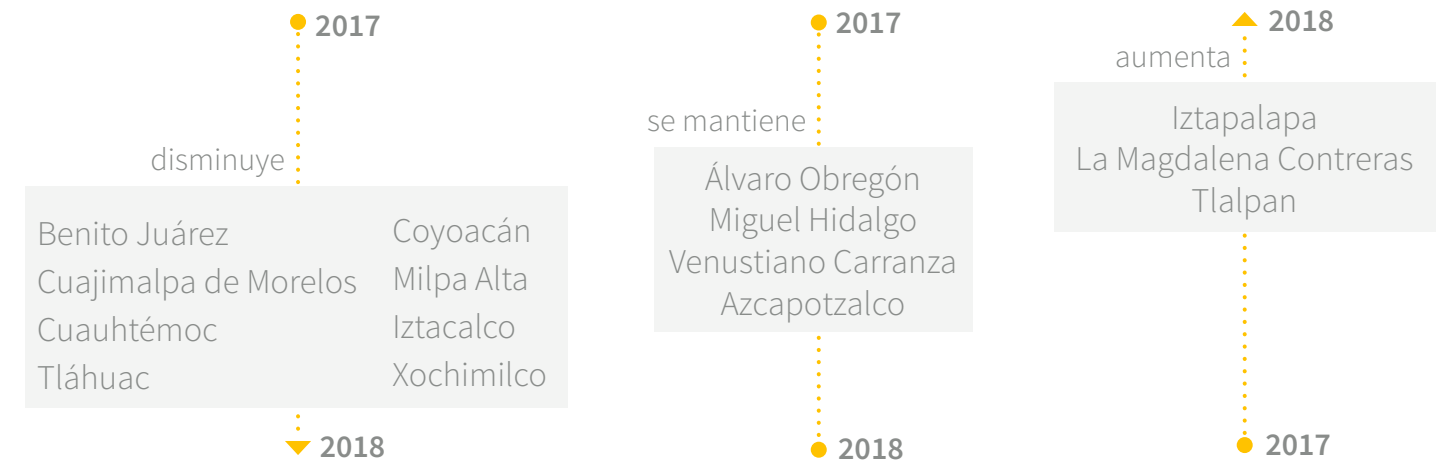 2017
disminuye
Benito Juárez
Cuajimalpa de Morelos
Cuauhtémoc
Tláhuac
Coyoacán
Milpa Alta
Iztacalco
Xochimilco
2018
2017
se mantiene
Álvaro Obregón
Miguel Hidalgo
Venustiano Carranza
Azcapotzalco
2018
2018
aumenta
Iztapalapa
La Magdalena Contreras
Tlalpan
2017